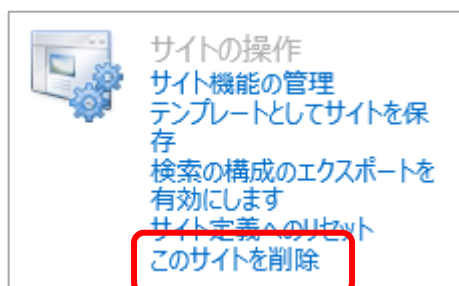 サイトの操作
サイト機能の管理
テンプレートとしてサイトを保
存
検索の構成のエクスポートを
有効にします
サイト定義へのリセット
このサイトを削除